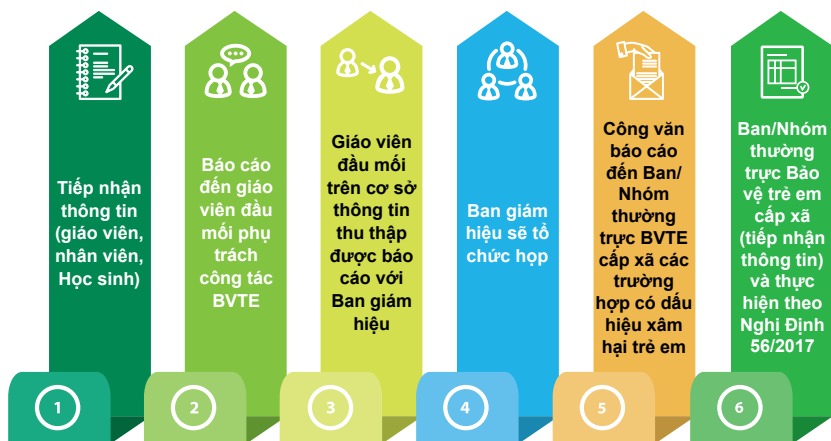 Tiếp nhận
thông tin
(giáo viên,
nhân viên,
Học sinh)
1
Báo cáo
đến giáo
viên đầu
mối phụ
trách
công tác
BVTE
2
Giáo viên
đầu mối
trên cơ sở
thông tin
thu thập
được báo
cáo với
Ban giám
hiệu
3
Ban giám
hiệu sẽ tổ
chức họp
4
Công văn
báo cáo
đến Ban/
Nhóm
thường
trực BVTE
cấp xã các
trường
hợp có dấu
hiệu xâm
hại trẻ em
5
Ban/Nhóm
thường
trực Bảo
vệ trẻ em
cấp xã
(tiếp nhận
thông tin)
và thực
hiện theo
Nghị Định
56/2017
6